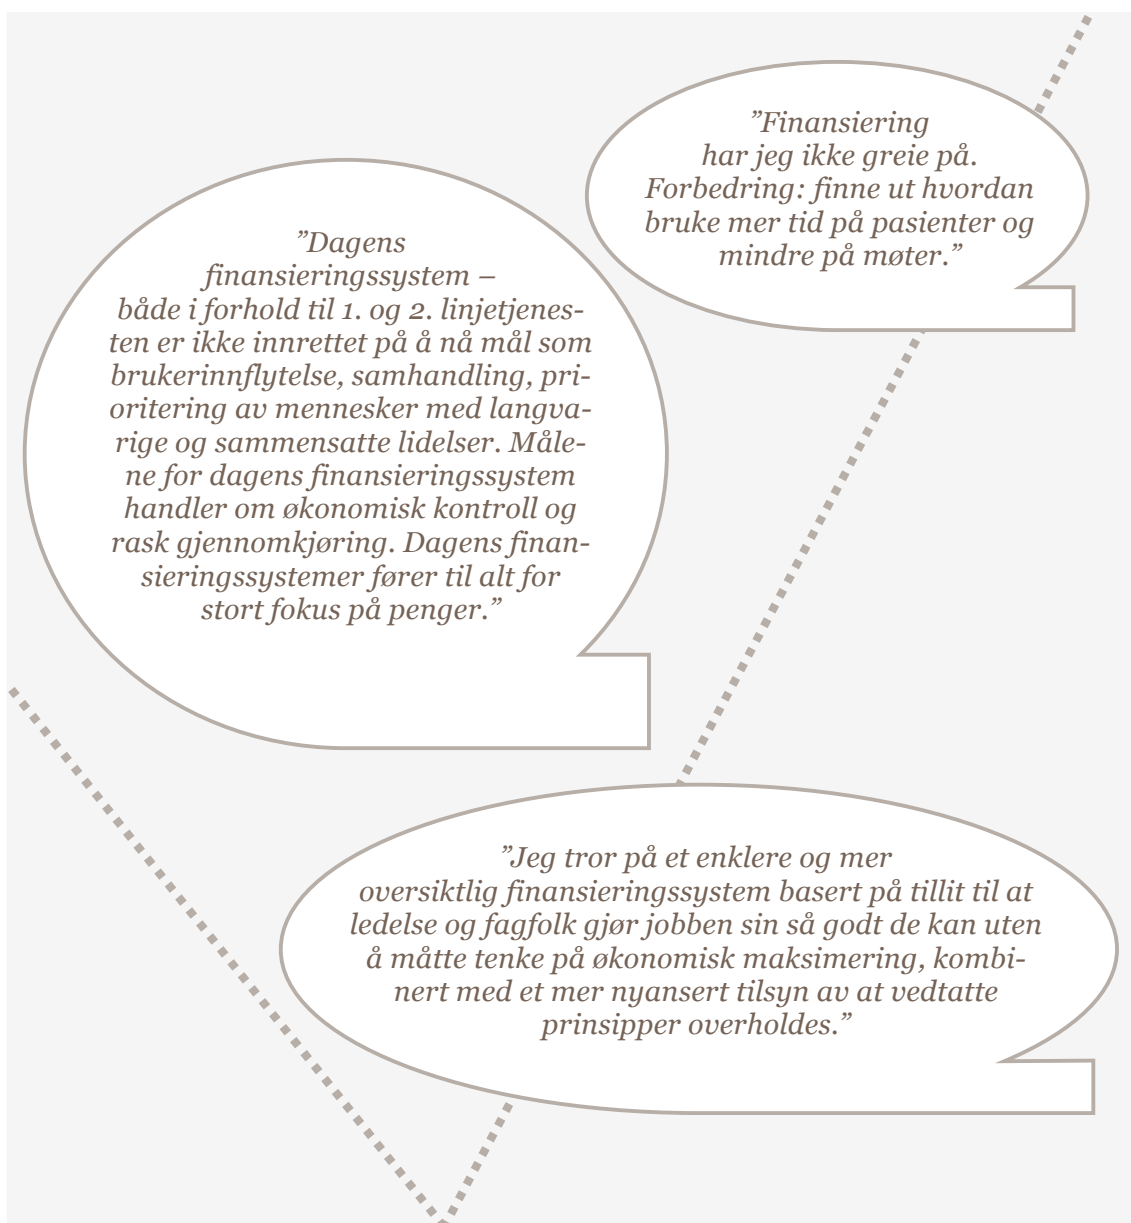 ”Finansiering
har jeg ikke greie på.
Forbedring: finne ut hvordan
bruke mer tid på pasienter og
mindre på møter.”
”Dagens
finansieringssystem –
både i forhold til 1. og 2. linjetjenes-
ten er ikke innrettet på å nå mål som
brukerinnflytelse, samhandling, pri-
oritering av mennesker med langva-
rige og sammensatte lidelser. Måle-
ne for dagens finansieringssystem
handler om økonomisk kontroll og
rask gjennomkjøring. Dagens finan-
sieringssystemer fører til alt for
stort fokus på penger.”
”Jeg tror på et enklere og mer
oversiktlig finansieringssystem basert på tillit til at
ledelse og fagfolk gjør jobben sin så godt de kan uten
å måtte tenke på økonomisk maksimering, kombi-
nert med et mer nyansert tilsyn av at vedtatte
prinsipper overholdes.”